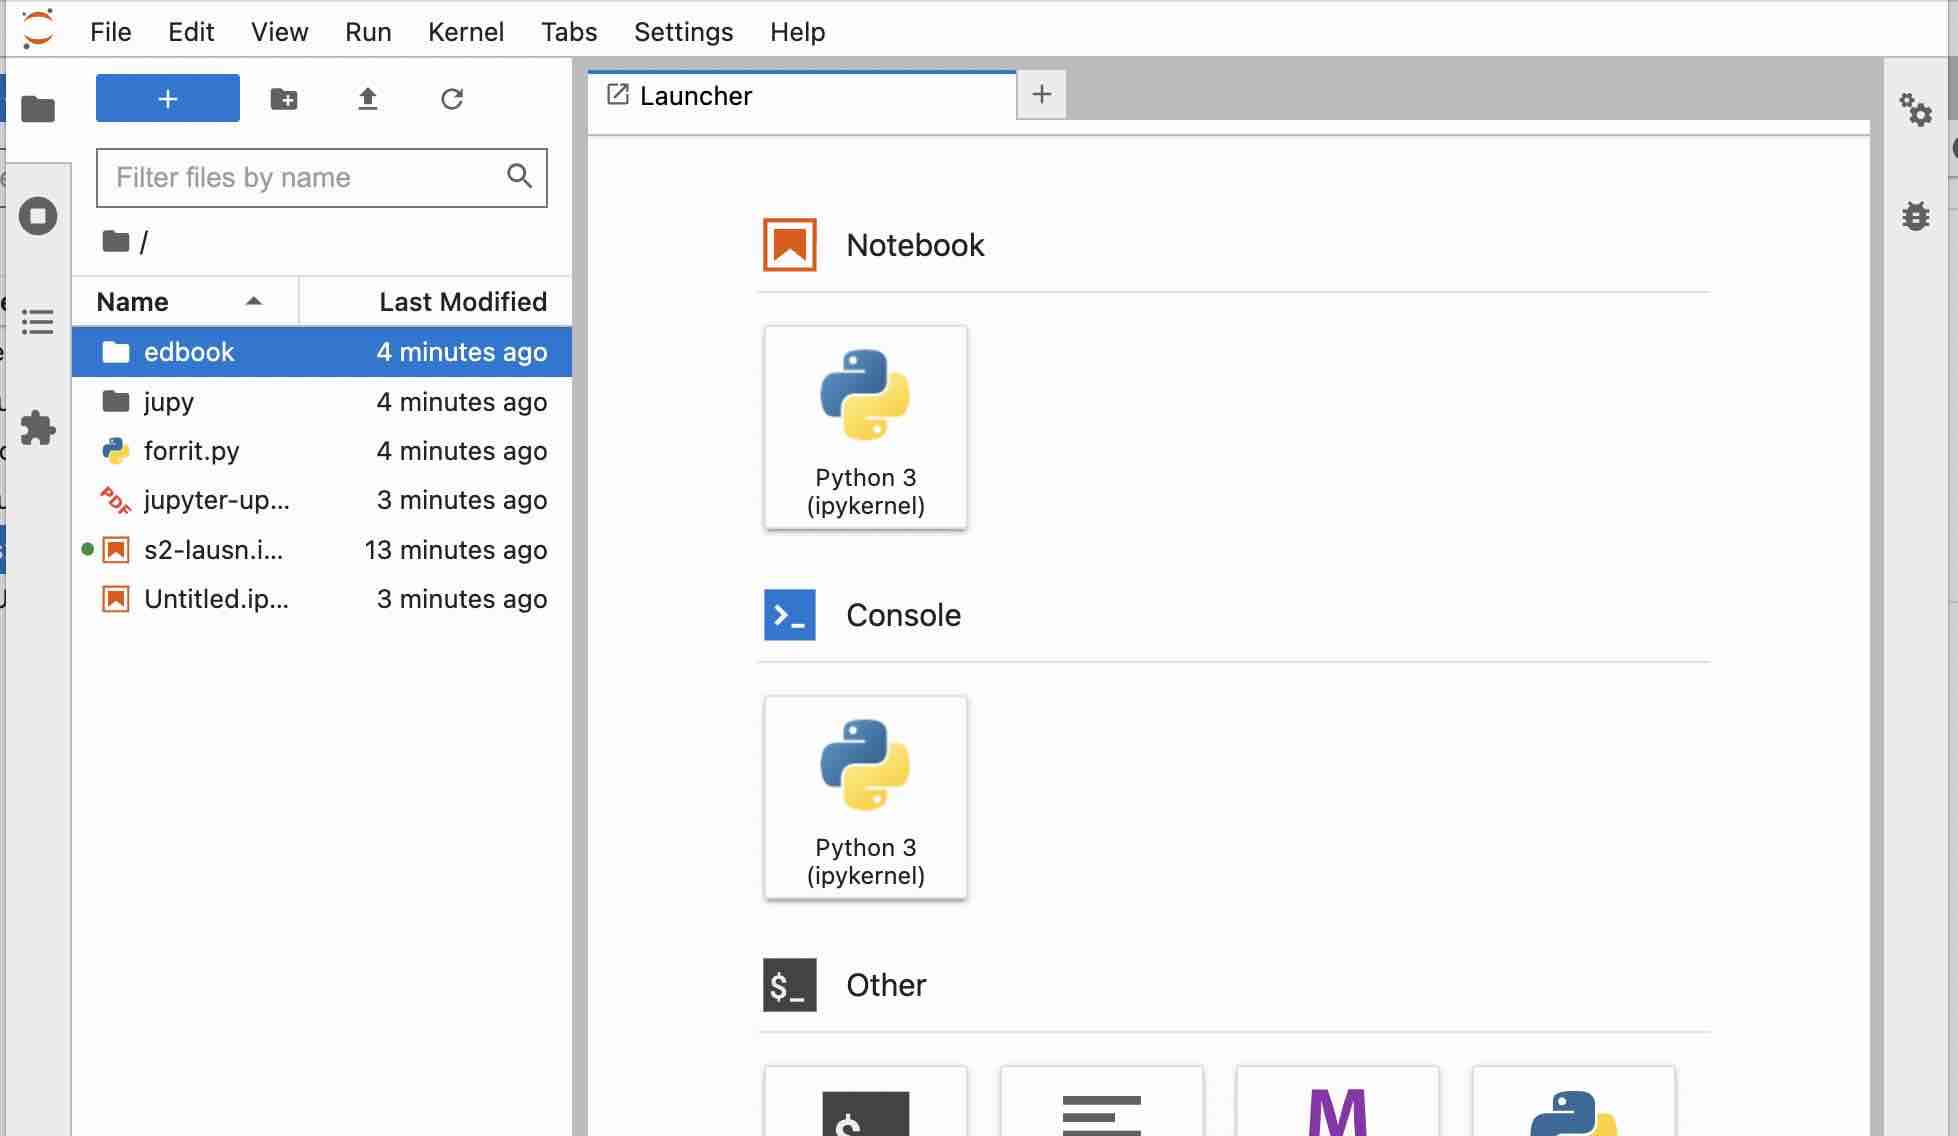 File Edit View Run Kernel Tabs Settings Help
Launcher
Filter files by name
/
Name Last Modified
edbook 4 minutes ago
jupy 4 minutes ago
forrit.py 4 minutes ago
PDF jupyter-up... 3 minutes ago
s2-lausn.i... 13 minutes ago
Untitled.ip... 3 minutes ago
Notebook
Python 3
(ipykernel)
Console
Python 3
(ipykernel)
$_ Other
$
M